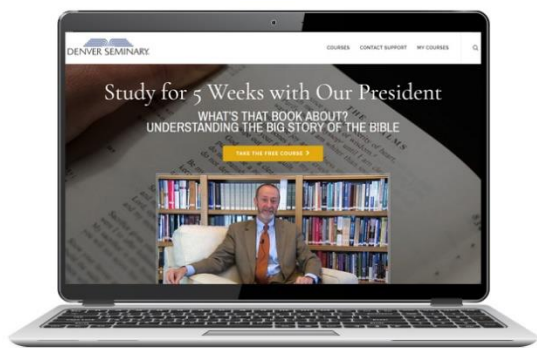 DENVER SEMINARY
COURSES CONTACT SUPPORT MY COURSES
Study for 5 Weeks with Our President
WHAT'S THAT BOOK ABOUT?
UNDERSTANDING THE BIG STORY OF THE BIBLE
TAKE THE FREE COURSE >